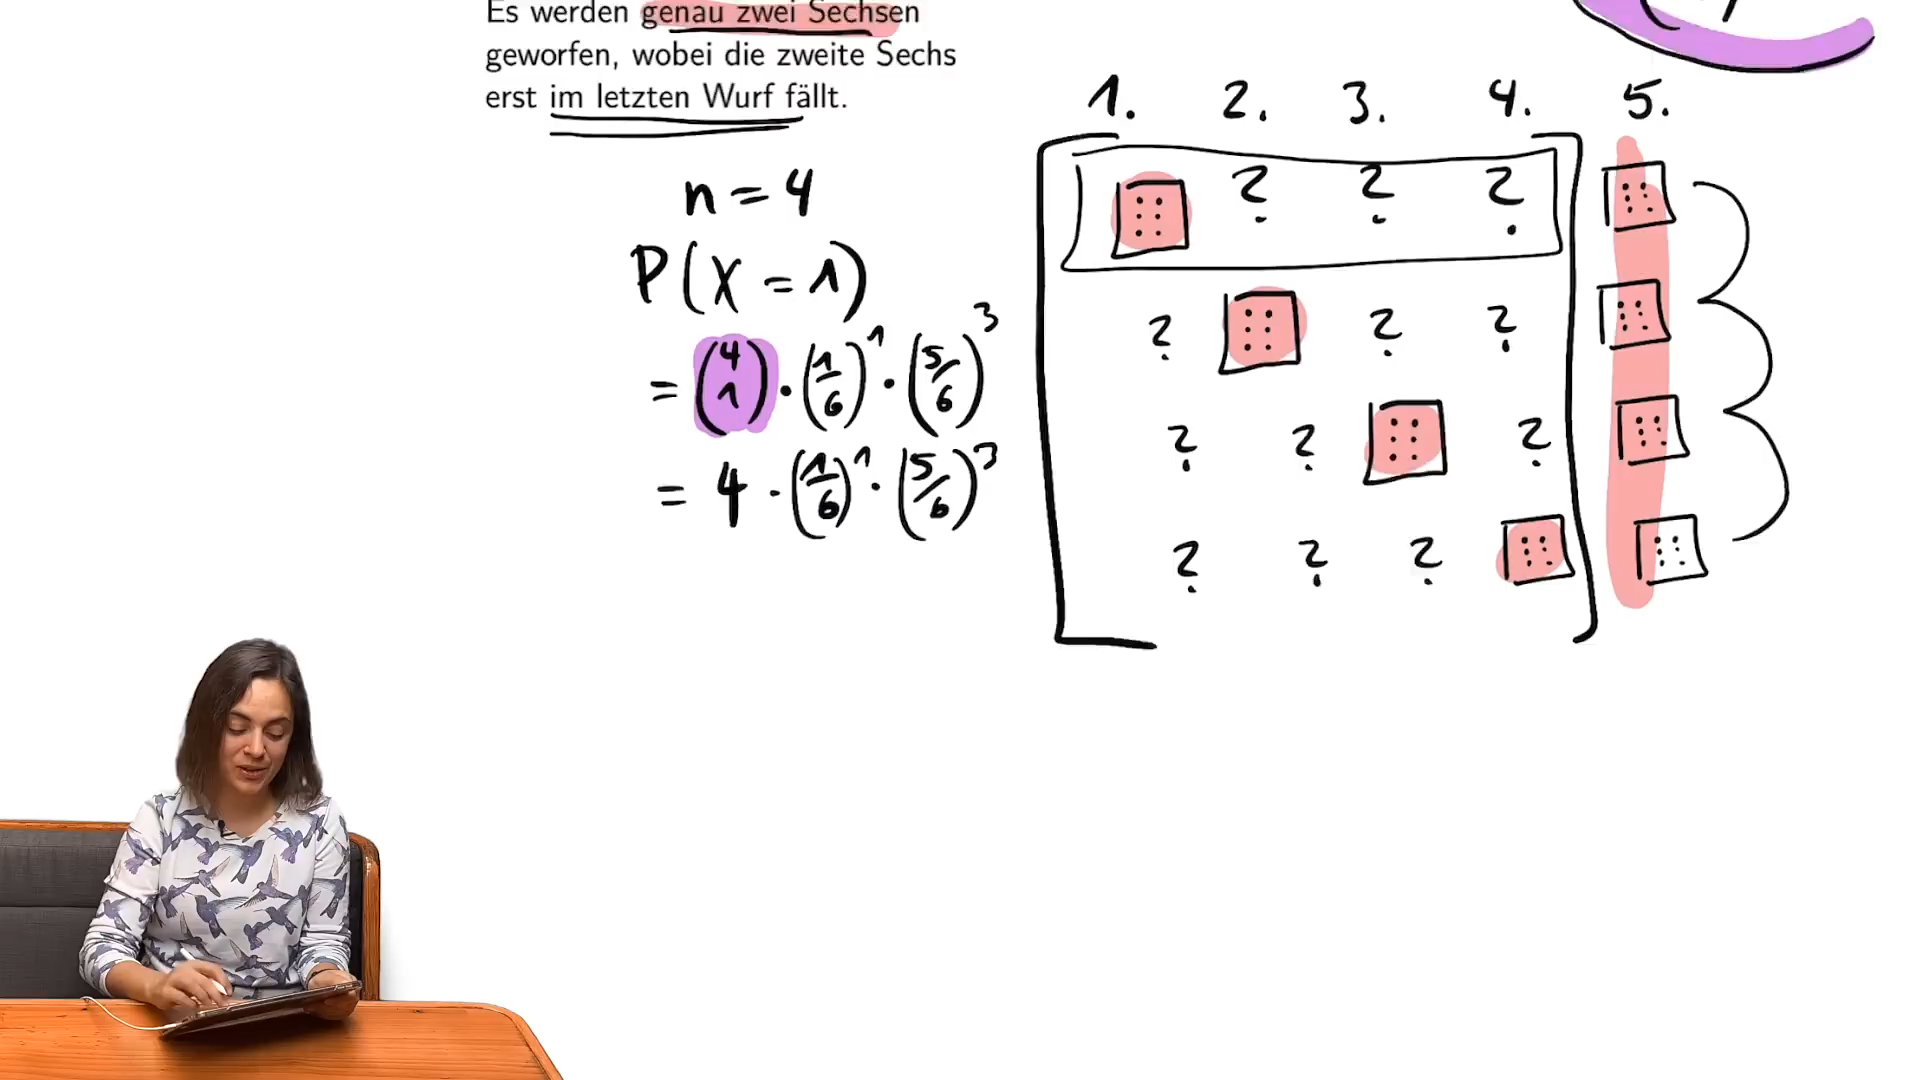 Es werden genau zwei Sechsen
geworfen, wobei die zweite Sechs
erst im letzten Wurf fällt.
n = 4
P(X = 1)
= (4 1) · (1/6)^1 · (5/6)^3
= 4 · (1/6)^1 · (5/6)^3
1. 2. 3. 4. 5.
? ? ?
? ? ?
? ? ?
? ? ?